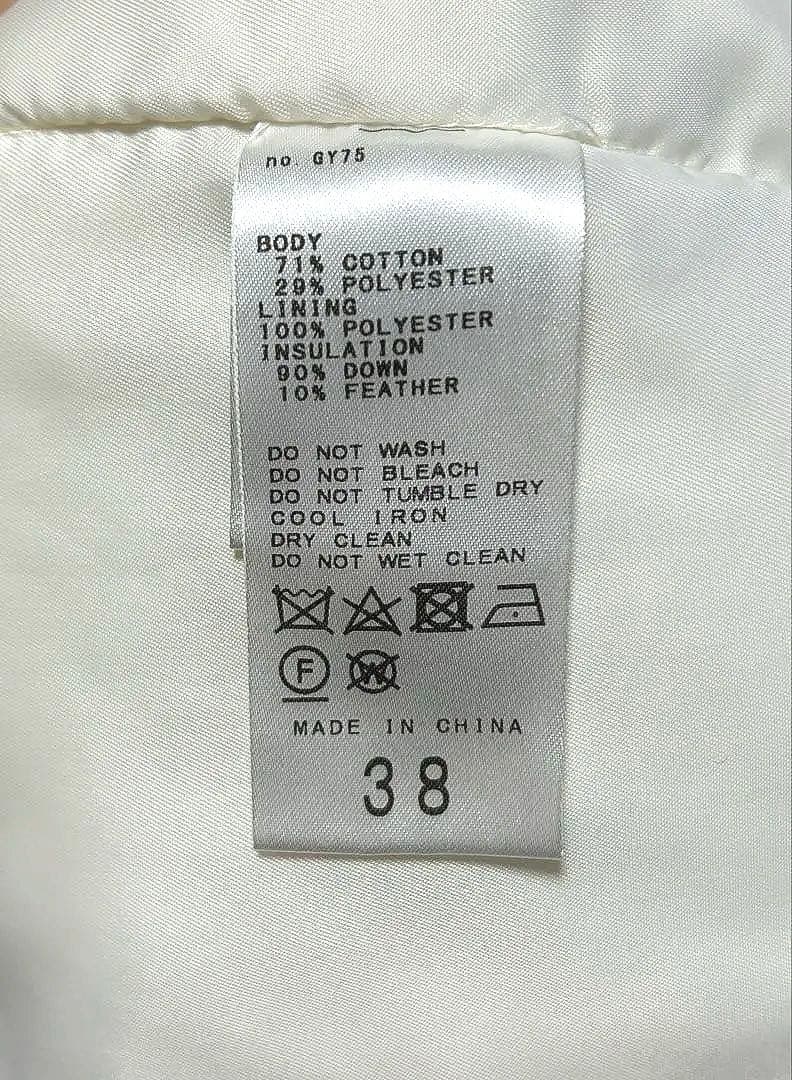 no. GY75
BODY
71% COTTON
29% POLYESTER
LINING
100% POLYESTER
INSULATION
90% DOWN
10% FEATHER
DO NOT WASH
DO NOT BLEACH
DO NOT TUMBLE DRY
COOL IRON
DRY CLEAN
DO NOT WET CLEAN
F W
MADE IN CHINA
38